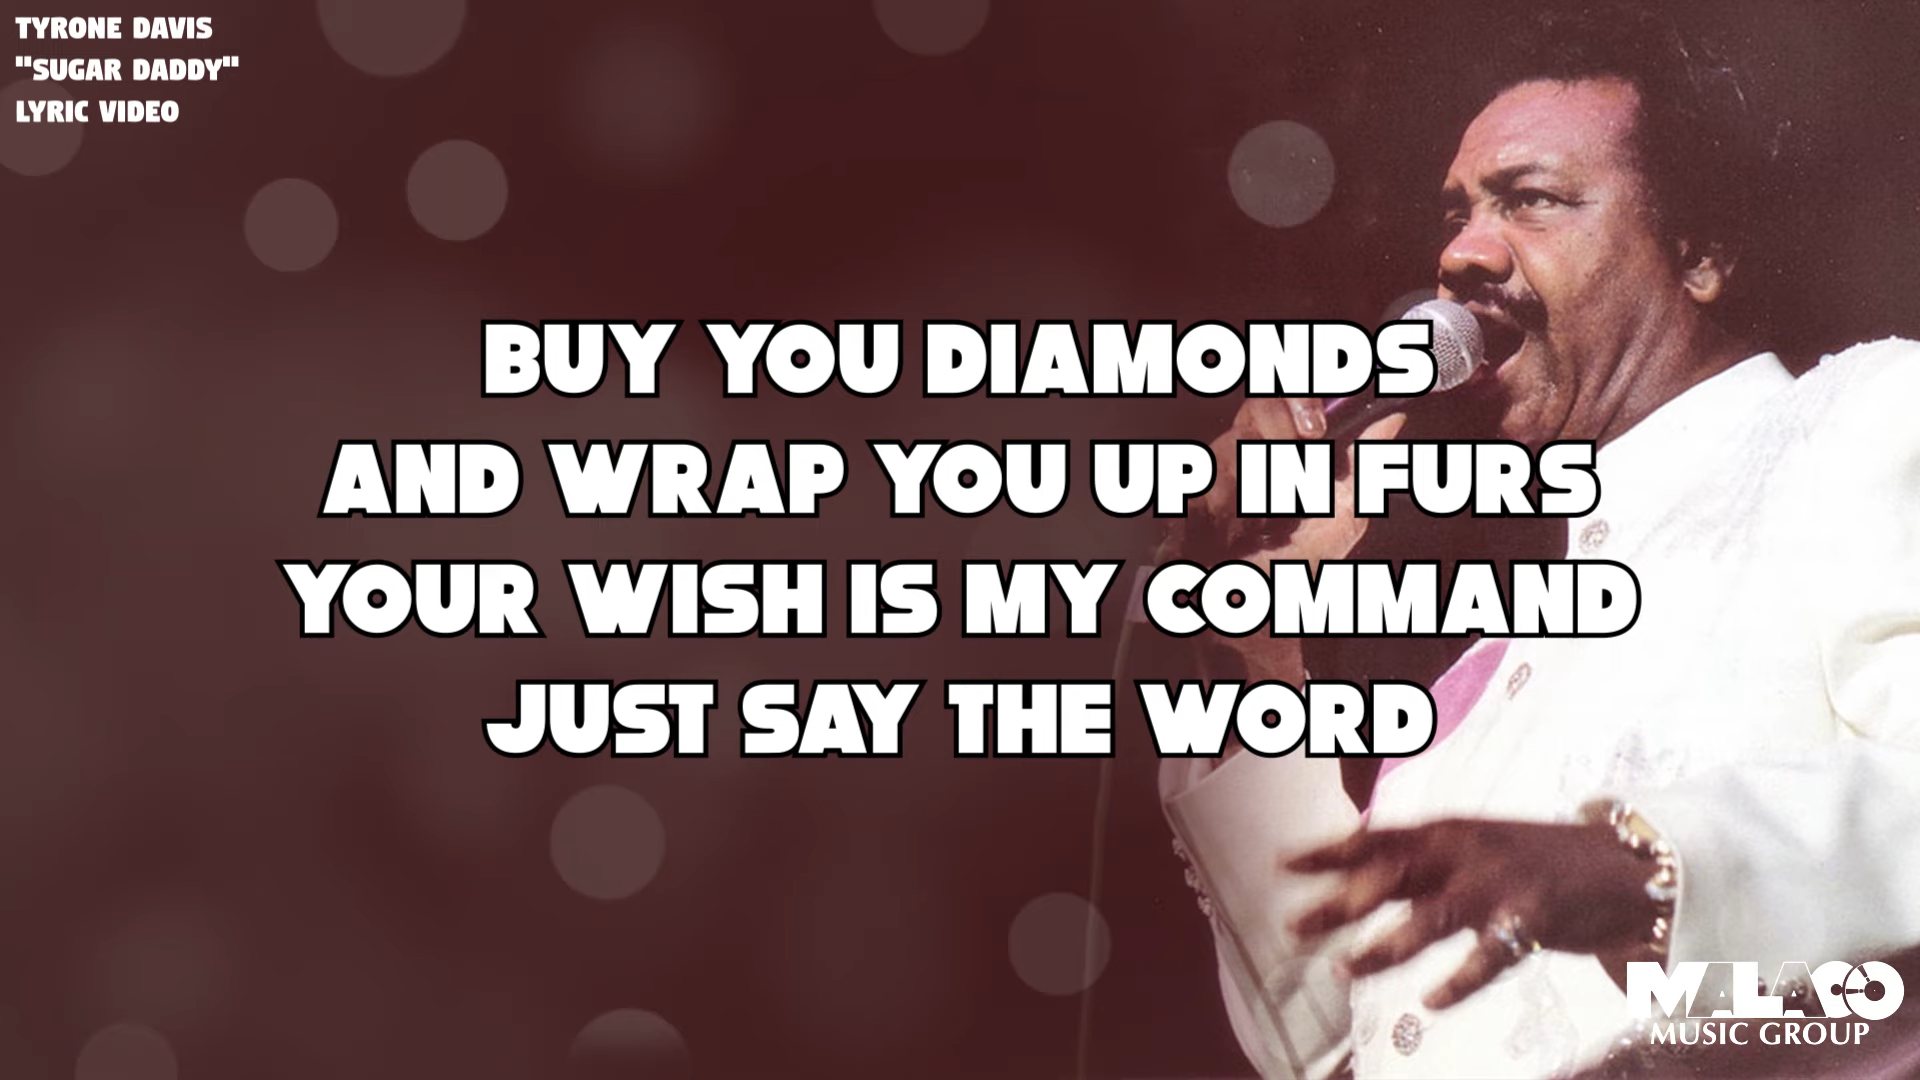 TYRONE DAVIS
"SUGAR DADDY"
LYRIC VIDEO
BUY YOU DIAMONDS
AND WRAP YOU UP IN FURS
YOUR WISH IS MY COMMAND
JUST SAY THE WORD
MALACO
MUSIC GROUP